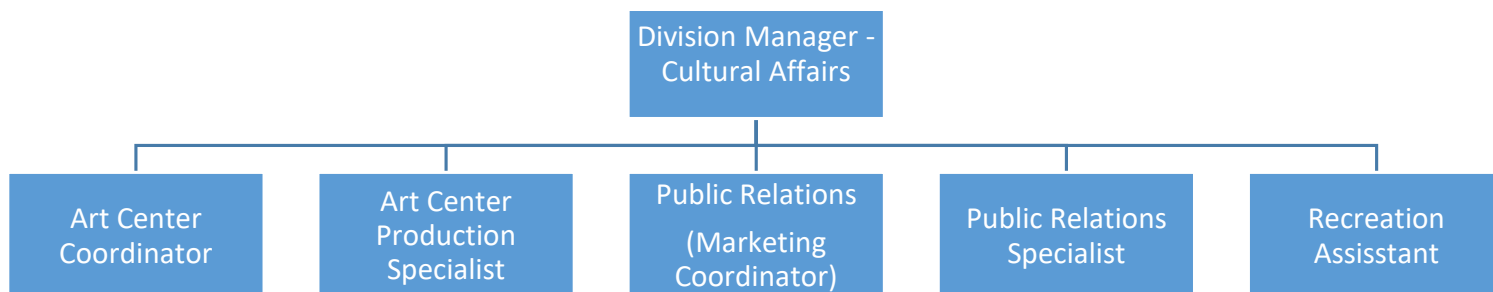 Division Manager -
Cultural Affairs
Art Center
Coordinator
Art Center
Production
Specialist
Public Relations
(Marketing
Coordinator)
Public Relations
Specialist
Recreation
Assisstant